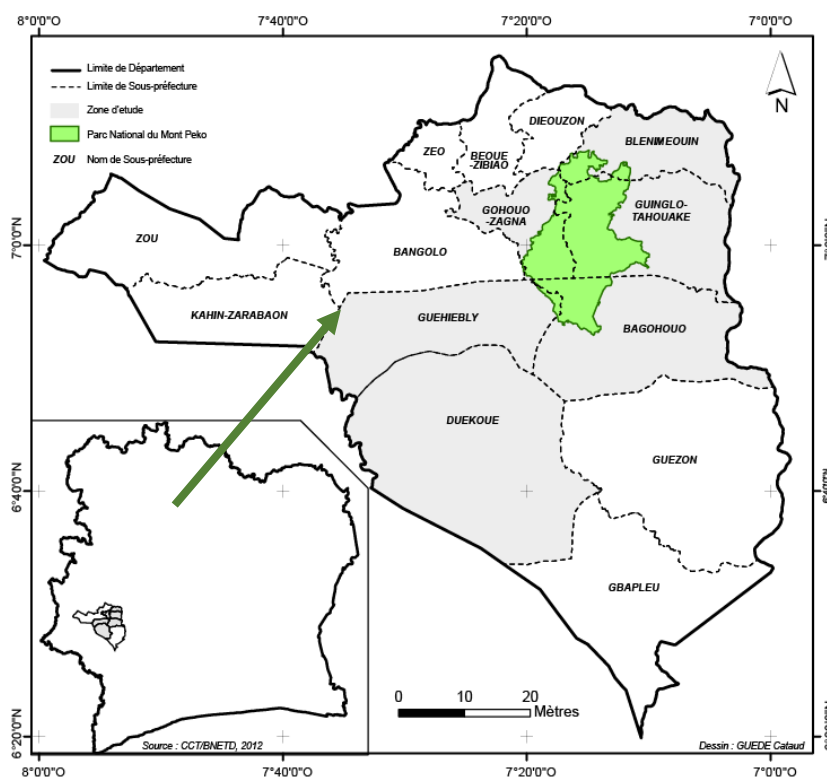 8°0'0"O 7°40'0"O 7°20'0"O 7°0'0"O
Limite de Département
Limite de Sous-préfecture
Zone d'etude
Parc National du Mont Peko
ZOU Nom de Sous-préfecture
N
DIEOUZON
BLENIMEOUIN
ZEO
BEOUE
-ZIBIAO
GOHOUO
-ZAGNA
GUINGLO-
TAHOUAKE
ZOU
7°0'0"N
BANGOLO
KAHIN-ZARABAON
GUEHIEBLY
BAGOHOUO
DUEKOUE
GUEZON
6°40'0"N
GBAPLEU
0 10 20
Mètres
6°20'0"N
Source : CCT/BNETD, 2012
Dessin : GUEDE Cataud
8°0'0"O 7°40'0"O 7°20'0"O 7°0'0"O